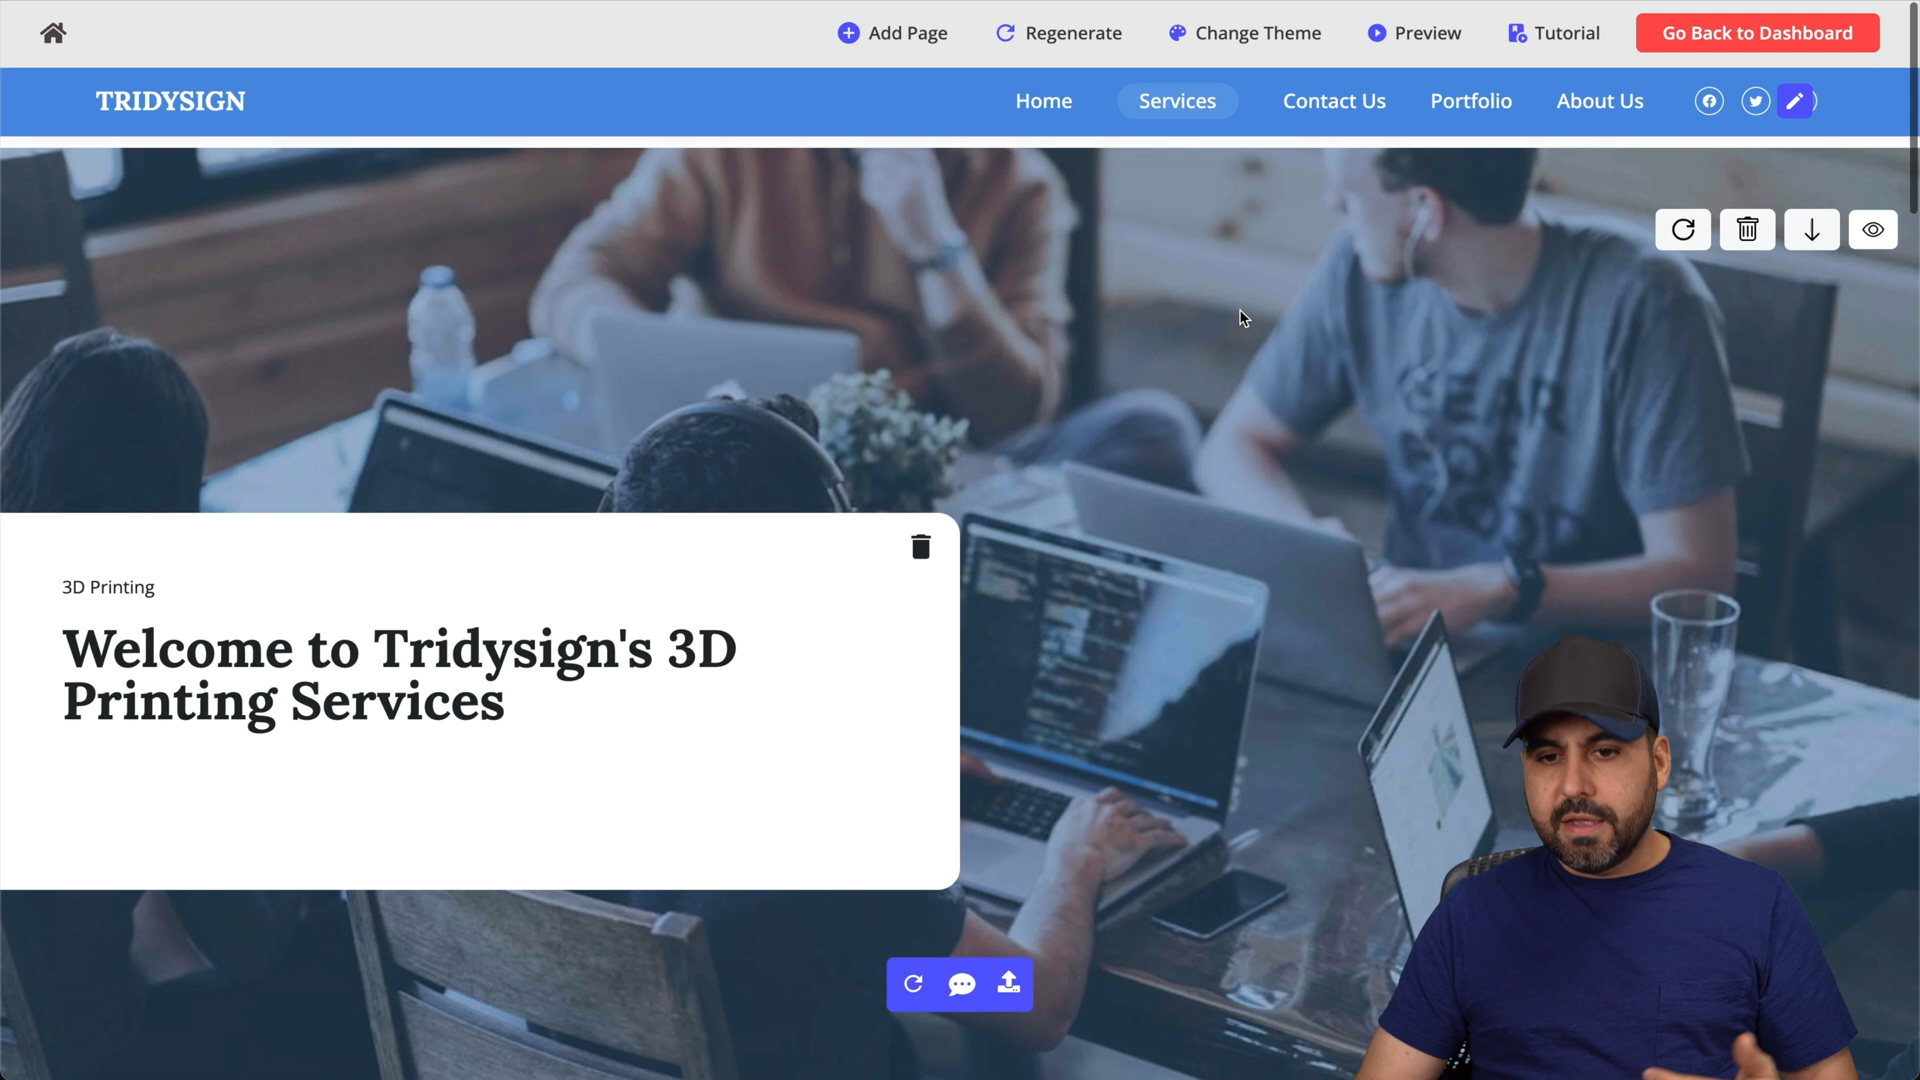 Add Page
Regenerate
Change Theme
Preview
Tutorial
Go Back to Dashboard
TRIDYSIGN
Home
Services
Contact Us
Portfolio
About Us
3D Printing
Welcome to Tridysign's 3D
Printing Services